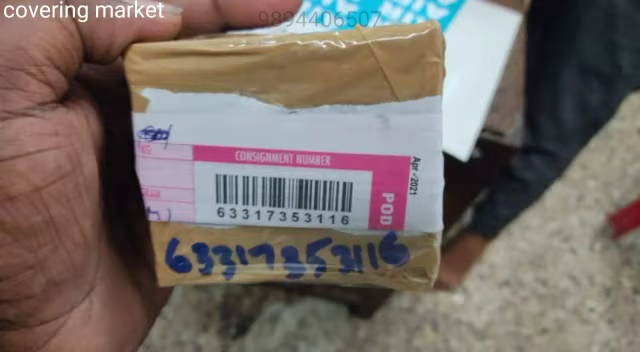 covering market
9894406507
CONSIGNMENT NUMBER
63317353116
POD
Apr -2021
63317353116